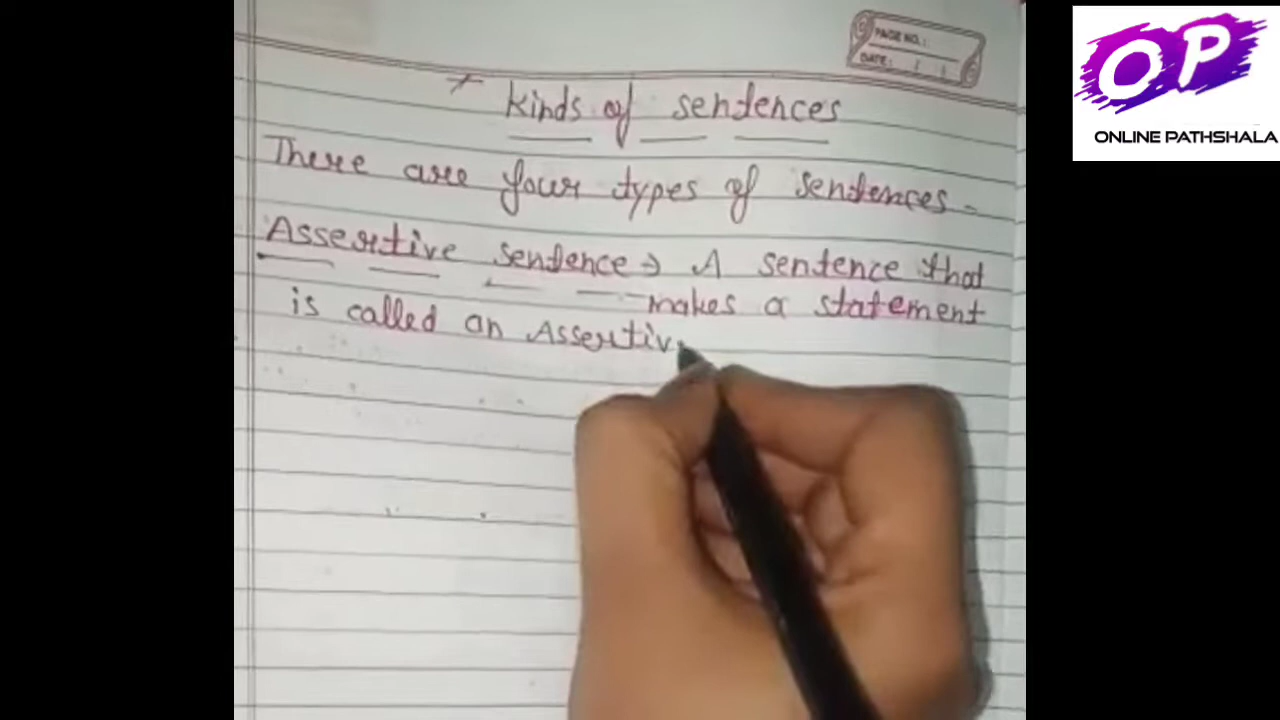 PAGE NO.:
DATE: / /
OP
ONLINE PATHSHALA
Kinds of sentences
There are four types of sentences -
Assertive sentence → A sentence that
makes a statement
is called an Assertiv